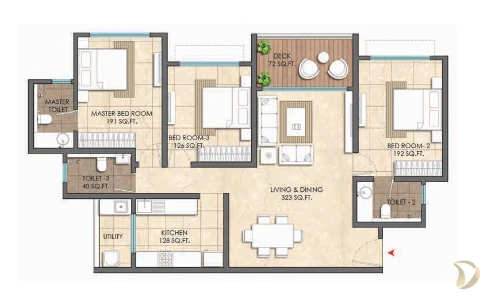 DECK
72 SQ.FT.
MASTER
TOILET
MASTER BED ROOM
191 SQ.FT.
BED ROOM-3
126 SQ.FT.
BED ROOM- 2
192 SQ.FT.
TOILET -3
40 SQ.FT.
LIVING & DINING
323 SQ.FT.
TOILET - 2
UTILITY
KITCHEN
128 SQ.FT.